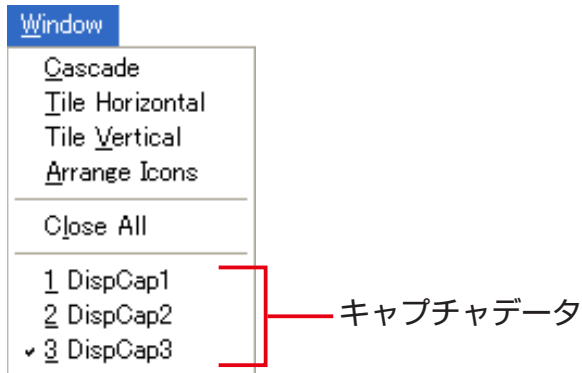 Window
Cascade
Tile Horizontal
Tile Vertical
Arrange Icons
Close All
1 DispCap1
2 DispCap2
✓ 3 DispCap3
キャプチャデータ